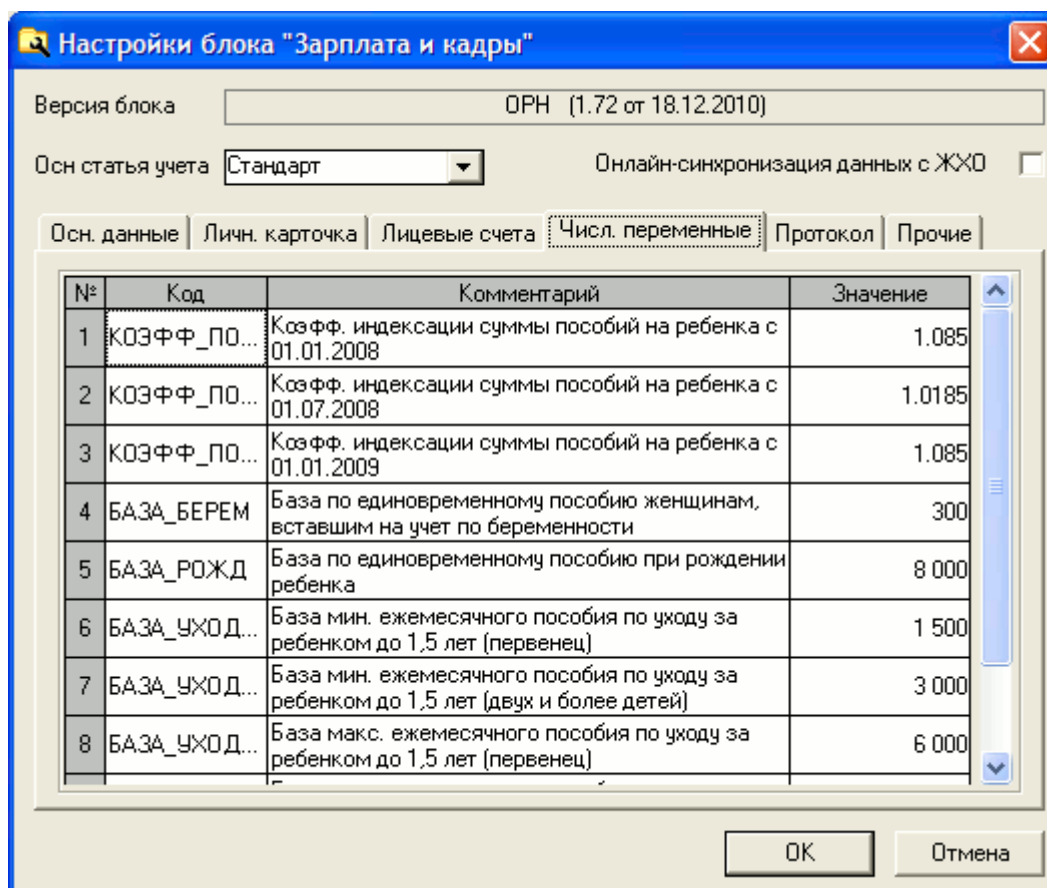 Настройки блока "Зарплата и кадры"
Версия блока
ОРН (1.72 от 18.12.2010)
Осн статья учета
Стандарт
Онлайн-синхронизация данных с ЖХО
Осн. данные
Личн. карточка
Лицевые счета
Числ. переменные
Протокол
Прочие
№ Код Комментарий Значение
1 КОЭФФ_ПО... Коэфф. индексации суммы пособий на ребенка с 1.085
01.01.2008
2 КОЭФФ_ПО... Коэфф. индексации суммы пособий на ребенка с 1.0185
01.07.2008
3 КОЭФФ_ПО... Коэфф. индексации суммы пособий на ребенка с 1.085
01.01.2009
4 БАЗА_БЕРЕМ База по единовременному пособию женщинам, 300
вставшим на учет по беременности
5 БАЗА_РОЖД База по единовременному пособию при рождении 8 000
ребенка
6 БАЗА_УХОД... База мин. ежемесячного пособия по уходу за 1 500
ребенком до 1,5 лет (первенец)
7 БАЗА_УХОД... База мин. ежемесячного пособия по уходу за 3 000
ребенком до 1,5 лет (двух и более детей)
8 БАЗА_УХОД... База макс. ежемесячного пособия по уходу за 6 000
ребенком до 1,5 лет (первенец)
OK
Отмена